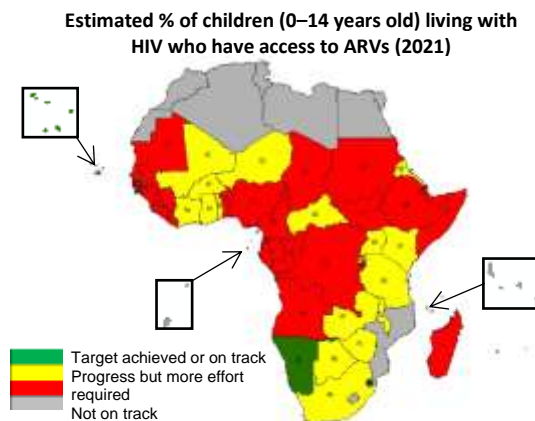 Estimated % of children (0–14 years old) living with
HIV who have access to ARVs (2021)
Target achieved or on track
Progress but more effort
required
Not on track